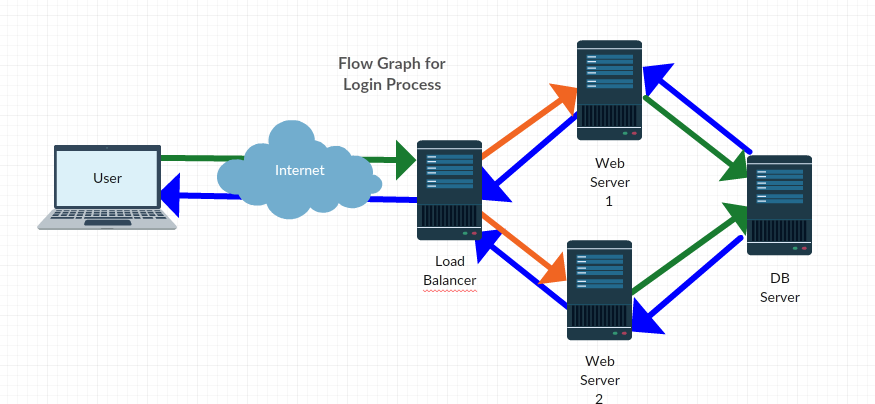 Flow Graph for
Login Process
User
Internet
Load
Balancer
Web
Server
1
Web
Server
2
DB
Server